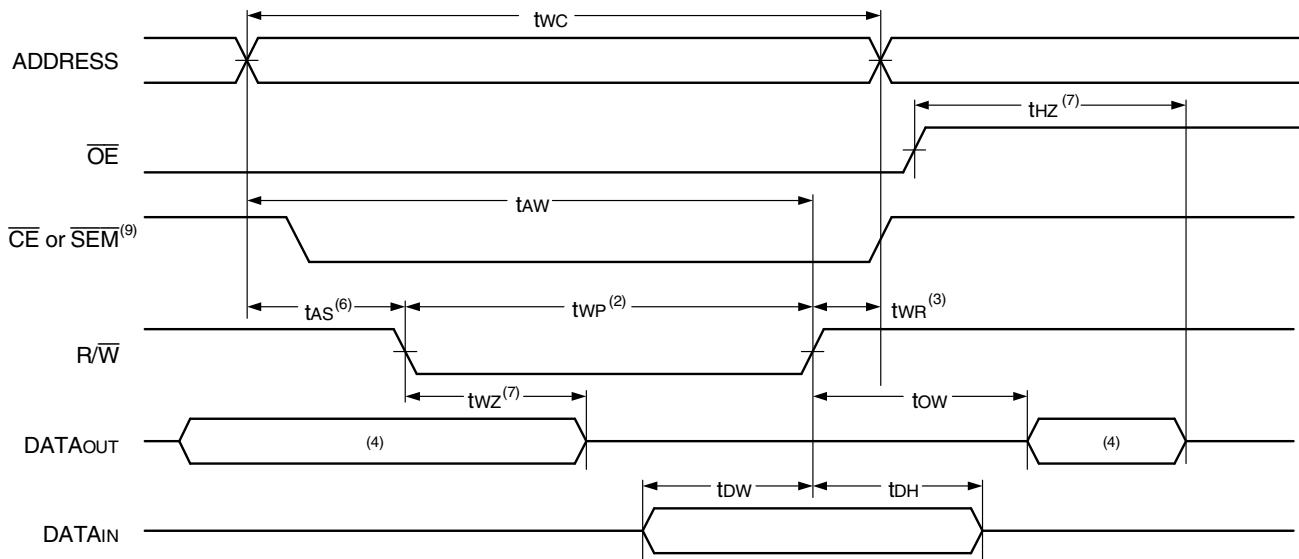 tWC
ADDRESS
tHZ(7)
OE
tAW
CE or SEM(9)
tAS(6) tWP(2) tWR(3)
R/W
tWZ(7) tOW
DATAOUT (4) (4)
tDW tDH
DATAIN